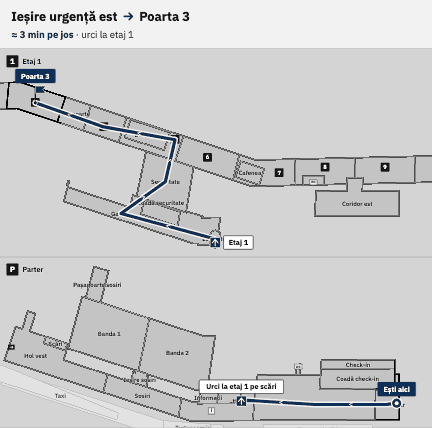 Ieșire urgență est → Poarta 3
≈ 3 min pe jos · urci la etaj 1
1 Etaj 1
Poarta 3
6
Cafenea
7
8
9
Coridor est
Etaj 1
P Parter
Banda 1
Banda 2
Hol vest
Taxi
Sosiri
Informații
Urci la etaj 1 pe scări
Check-in
Coadă check-in
Ești aici